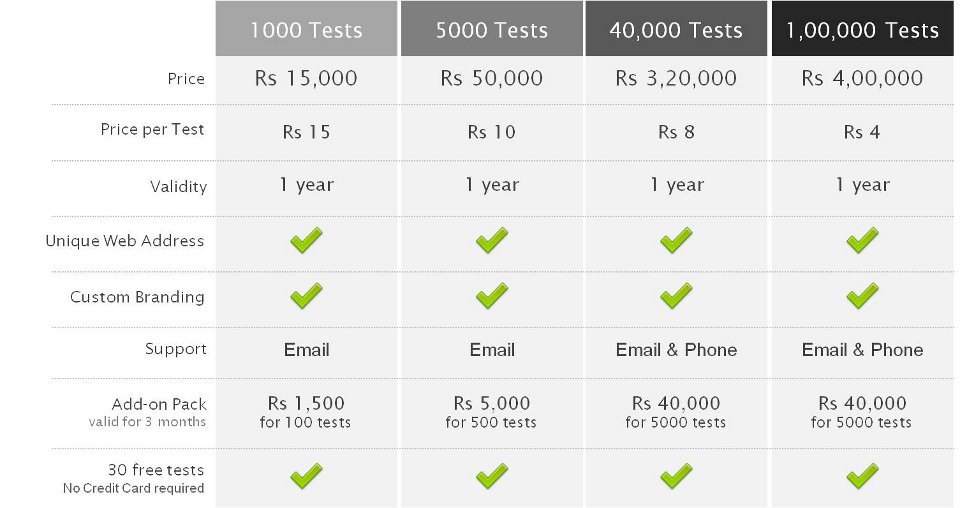 1000 Tests 5000 Tests 40,000 Tests 1,00,000 Tests
Price Rs 15,000 Rs 50,000 Rs 3,20,000 Rs 4,00,000
Price per Test Rs 15 Rs 10 Rs 8 Rs 4
Validity 1 year 1 year 1 year 1 year
Unique Web Address
Custom Branding
Support Email Email Email & Phone Email & Phone
Add-on Pack Rs 1,500 Rs 5,000 Rs 40,000 Rs 40,000
valid for 3 months for 100 tests for 500 tests for 5000 tests for 5000 tests
30 free tests
No Credit Card required